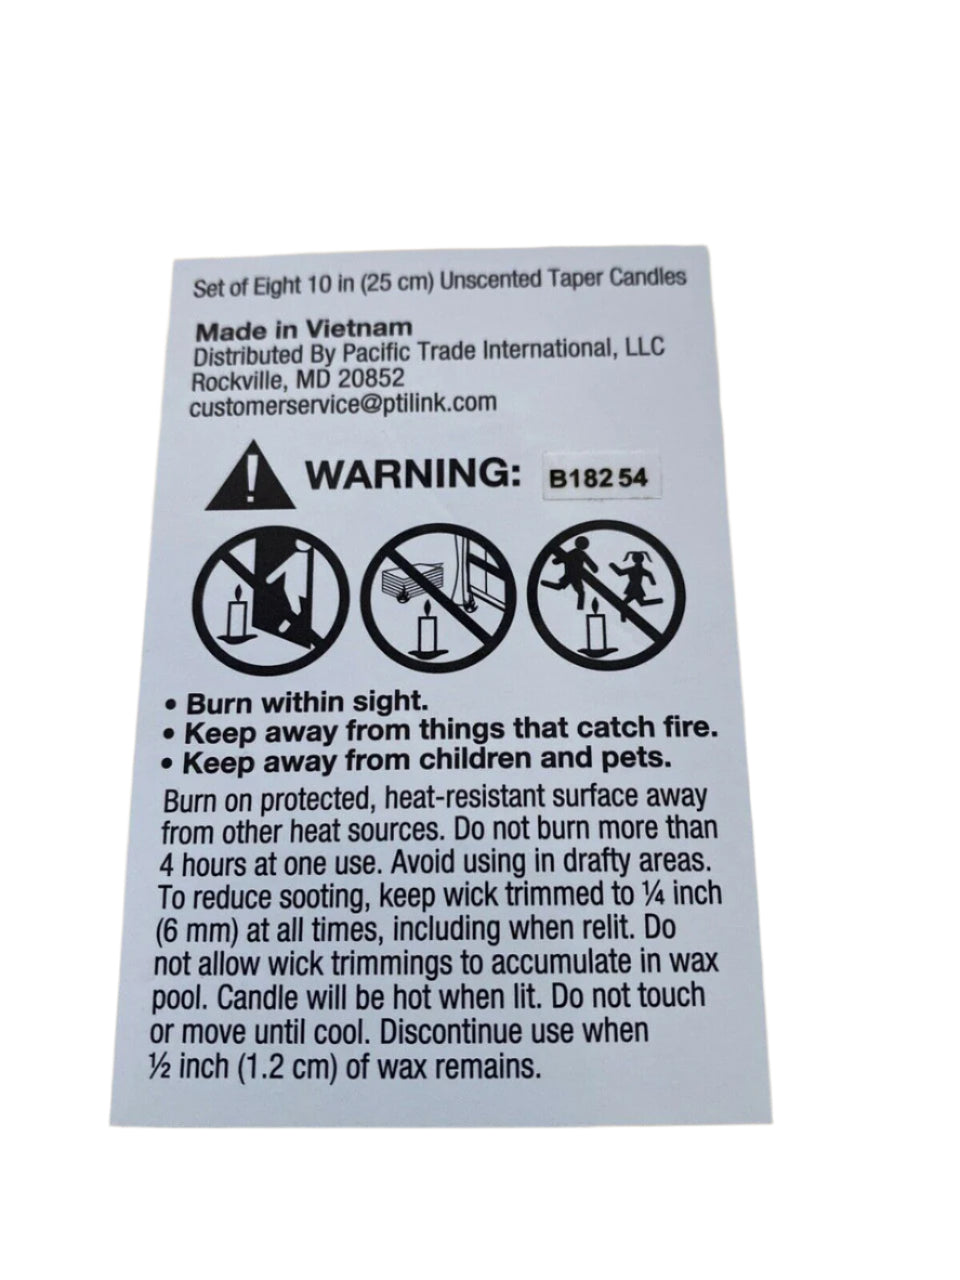 Set of Eight 10 in (25 cm) Unscented Taper Candles
Made in Vietnam
Distributed By Pacific Trade International, LLC
Rockville, MD 20852
customerservice@ptilink.com
WARNING: B182 54
• Burn within sight.
• Keep away from things that catch fire.
• Keep away from children and pets.
Burn on protected, heat-resistant surface away
from other heat sources. Do not burn more than
4 hours at one use. Avoid using in drafty areas.
To reduce sooting, keep wick trimmed to ¼ inch
(6 mm) at all times, including when relit. Do
not allow wick trimmings to accumulate in wax
pool. Candle will be hot when lit. Do not touch
or move until cool. Discontinue use when
½ inch (1.2 cm) of wax remains.